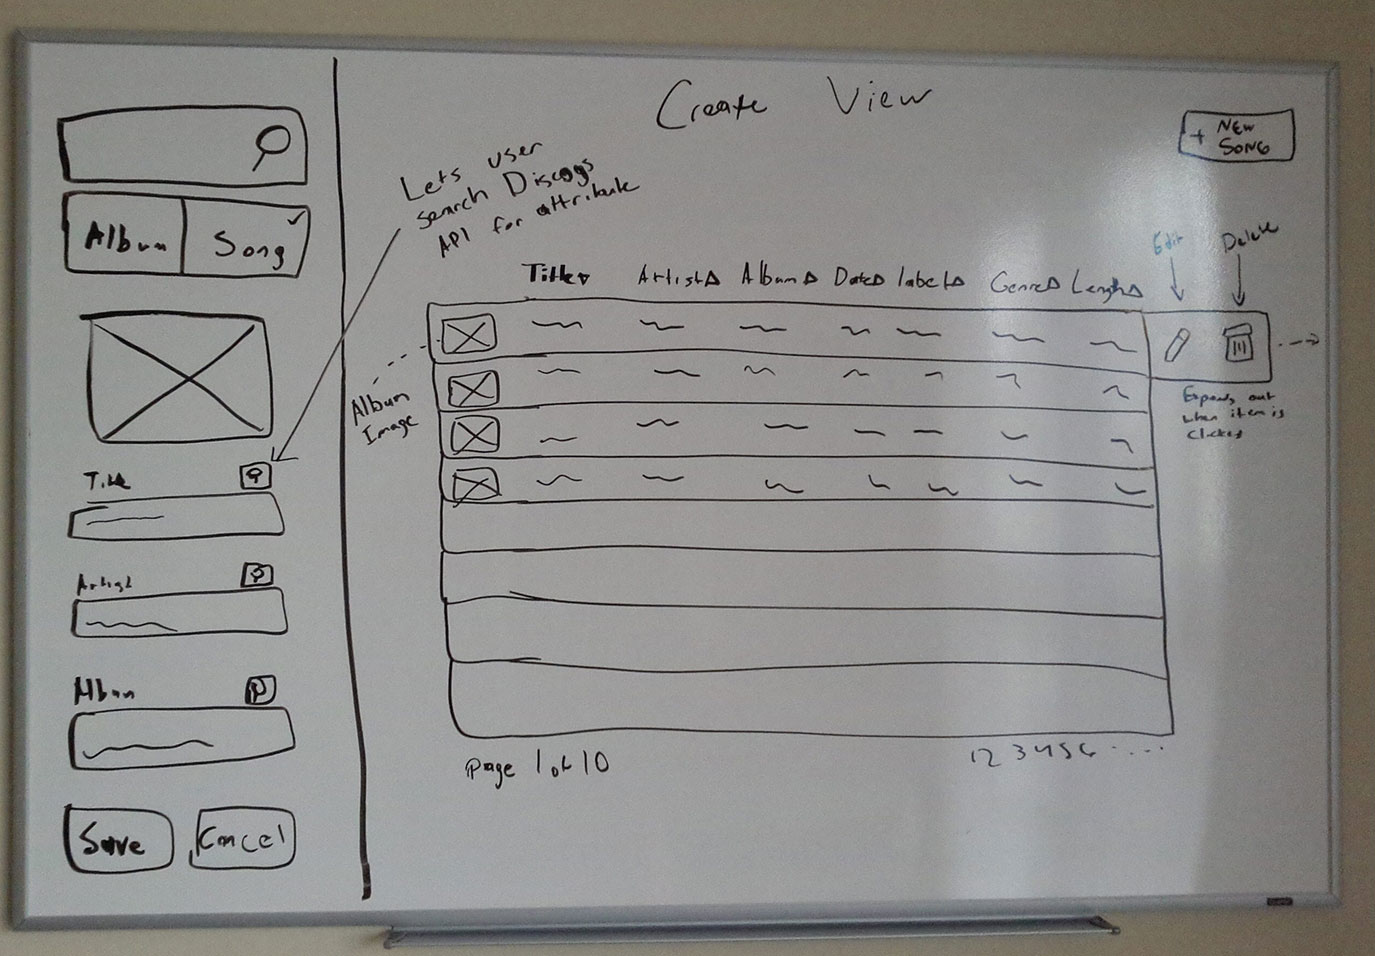 Create View
+ NEW
SONG
Album
Song
Lets user
search Discogs
API for attribute
Title
Artist
Album
Date
label
Genre
Length
Edit
Delete
Album
Image
Expands out
when item is
clicked
Title
Artist
Album
Save
Cancel
Page 1 of 10
1 2 3 4 5 6 ....